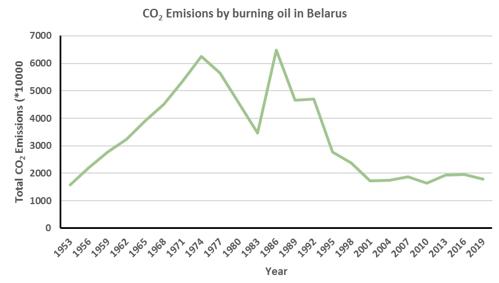 CO₂ Emisions by burning oil in Belarus
Total CO₂ Emissions (*10000
7000
6000
5000
4000
3000
2000
1000
0
1953 1956 1959 1962 1965 1968 1971 1974 1977 1980 1983 1986 1989 1992 1995 1998 2001 2004 2007 2010 2013 2016 2019
Year